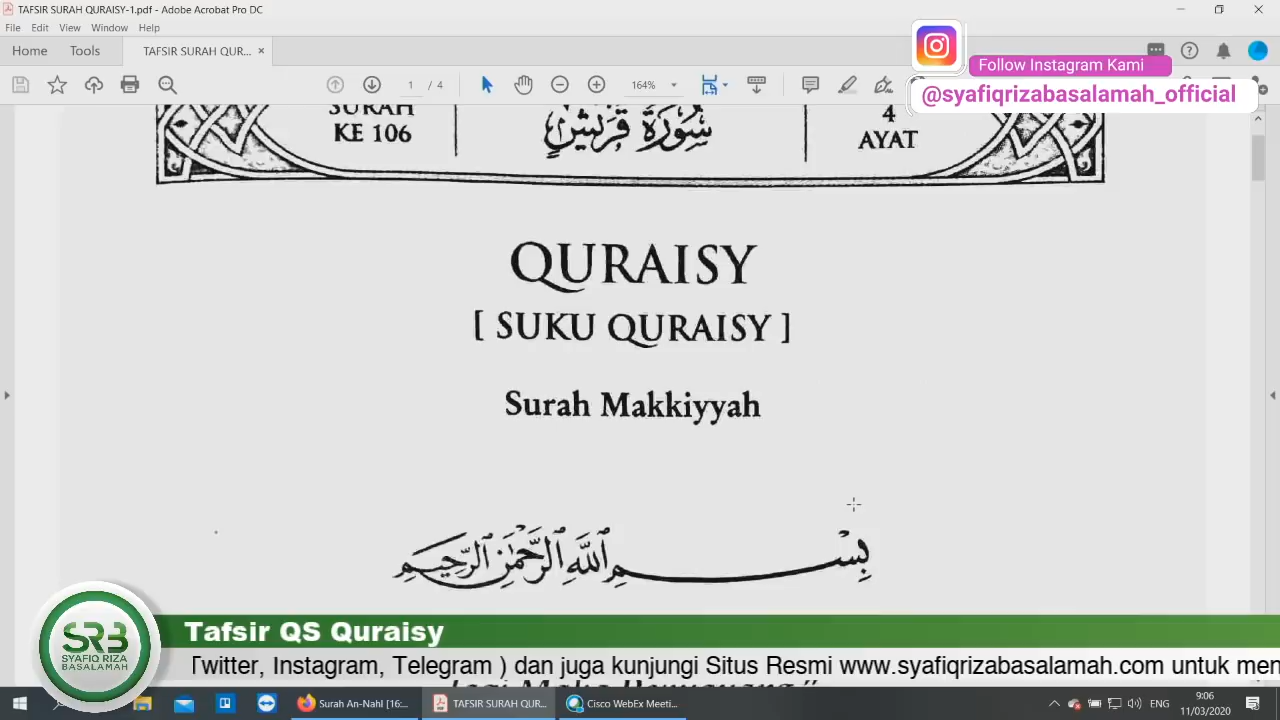 TAFSIR SURAH QURAISY-1.pdf - Adobe Acrobat Pro DC
File Edit View Window Help
Home Tools TAFSIR SURAH QUR... ×
1 / 4 164%
Follow Instagram Kami
@syafiqrizabasalamah_official
SURAH
KE 106
سُورَةُ قُرَيْشٍ
4
AYAT
QURAISY
[ SUKU QURAISY ]
Surah Makkiyyah
بِسْمِ اللَّهِ الرَّحْمَٰنِ الرَّحِيمِ
SRB
SYAFIQ RIZA
BASALAMAH
Tafsir QS Quraisy
Twitter, Instagram, Telegram ) dan juga kunjungi Situs Resmi www.syafiqrizabasalamah.com untuk men
Surah An-Nahl [16:...
TAFSIR SURAH QUR...
Cisco WebEx Meeti...
ENG
9:06
11/03/2020